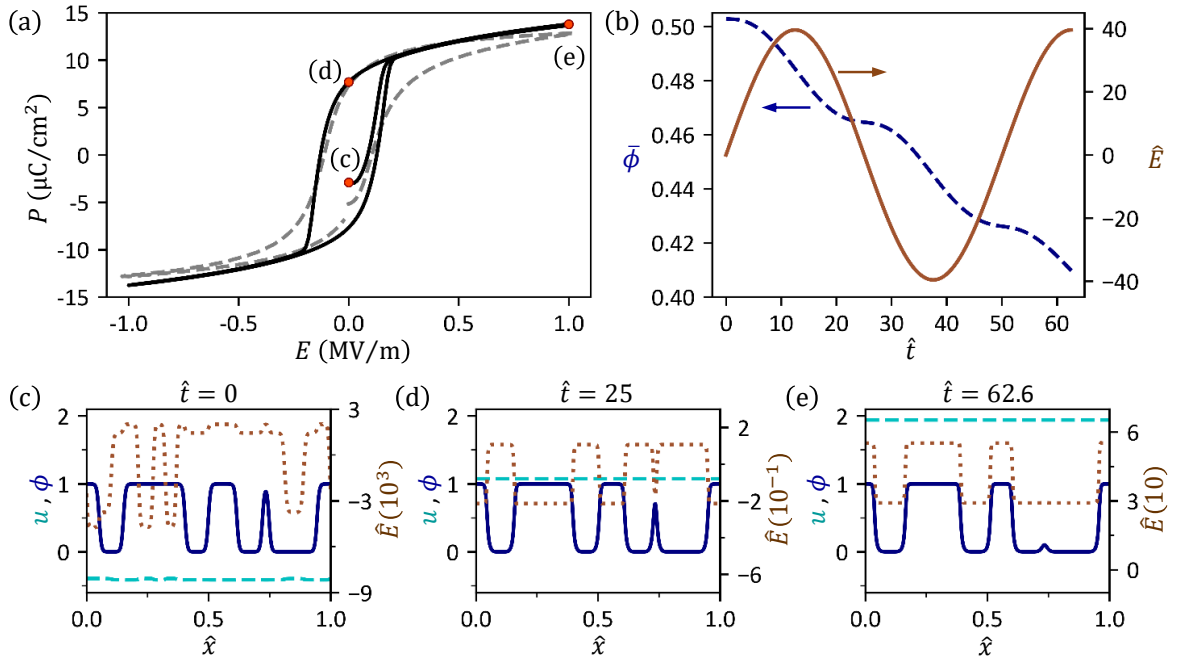 (a)
15
10
5
0
-5
-10
-15
P (μC/cm²)
-1.0 -0.5 0.0 0.5 1.0
E (MV/m)
(d)
(c)
(e)
(b)
0.50
0.48
0.46
0.44
0.42
0.40
ϕ̄
40
20
0
−20
−40
Ê
0 10 20 30 40 50 60
t̂
(c) t̂ = 0
2
1
0
u , ϕ
3
−3
−9
Ê(10³)
0.0 0.5 1.0
x̂
(d) t̂ = 25
2
1
0
u , ϕ
2
−2
−6
Ê(10⁻¹)
0.0 0.5 1.0
x̂
(e) t̂ = 62.6
2
1
0
u , ϕ
6
3
0
Ê(10)
0.0 0.5 1.0
x̂